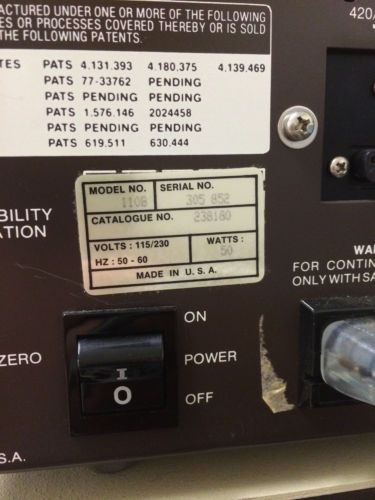 ACTURED UNDER ONE OR MORE OF THE FOLLOWING
ES OR PROCESSES COVERED THEREBY OR IS SOLD
THE FOLLOWING PATENTS.
420/
TES PATS 4.131.393 4.180.375 4.139.469
PATS 77-33762 PENDING
PATS PENDING PENDING
PATS 1.576.146 2024458
PATS PENDING PENDING
PATS 619.511 630.444
MODEL NO. 110B SERIAL NO. 305 852
CATALOGUE NO. 238180
VOLTS : 115/230 WATTS : 50
HZ : 50 - 60
MADE IN U.S.A.
BILITY
ATION
WA
FOR CONTIN
ONLY WITH SA
ON
ZERO POWER
I
O OFF
S.A.